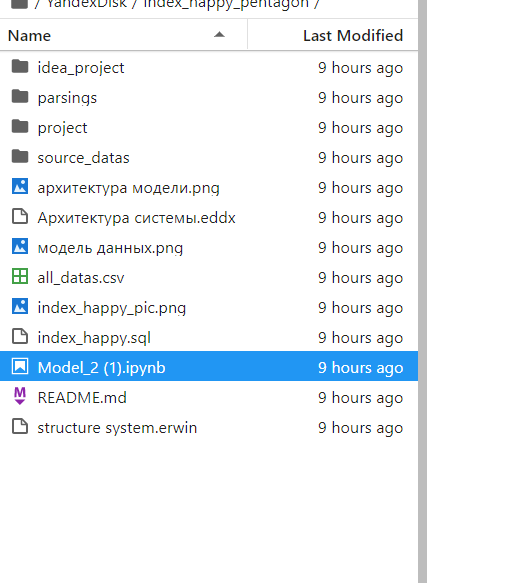 / YandexDisk / index_happy_pentagon /
Name Last Modified
idea_project 9 hours ago
parsings 9 hours ago
project 9 hours ago
source_datas 9 hours ago
архитектура модели.png 9 hours ago
Архитектура системы.eddx 9 hours ago
модель данных.png 9 hours ago
all_datas.csv 9 hours ago
index_happy_pic.png 9 hours ago
index_happy.sql 9 hours ago
Model_2 (1).ipynb 9 hours ago
README.md 9 hours ago
structure system.erwin 9 hours ago